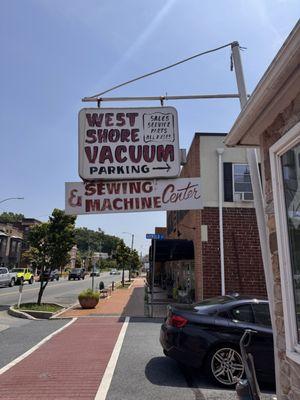 WEST
SHORE
VACUUM
PARKING →
SALES
SERVICE
PARTS
ALL MAKES
& SEWING
MACHINE Center